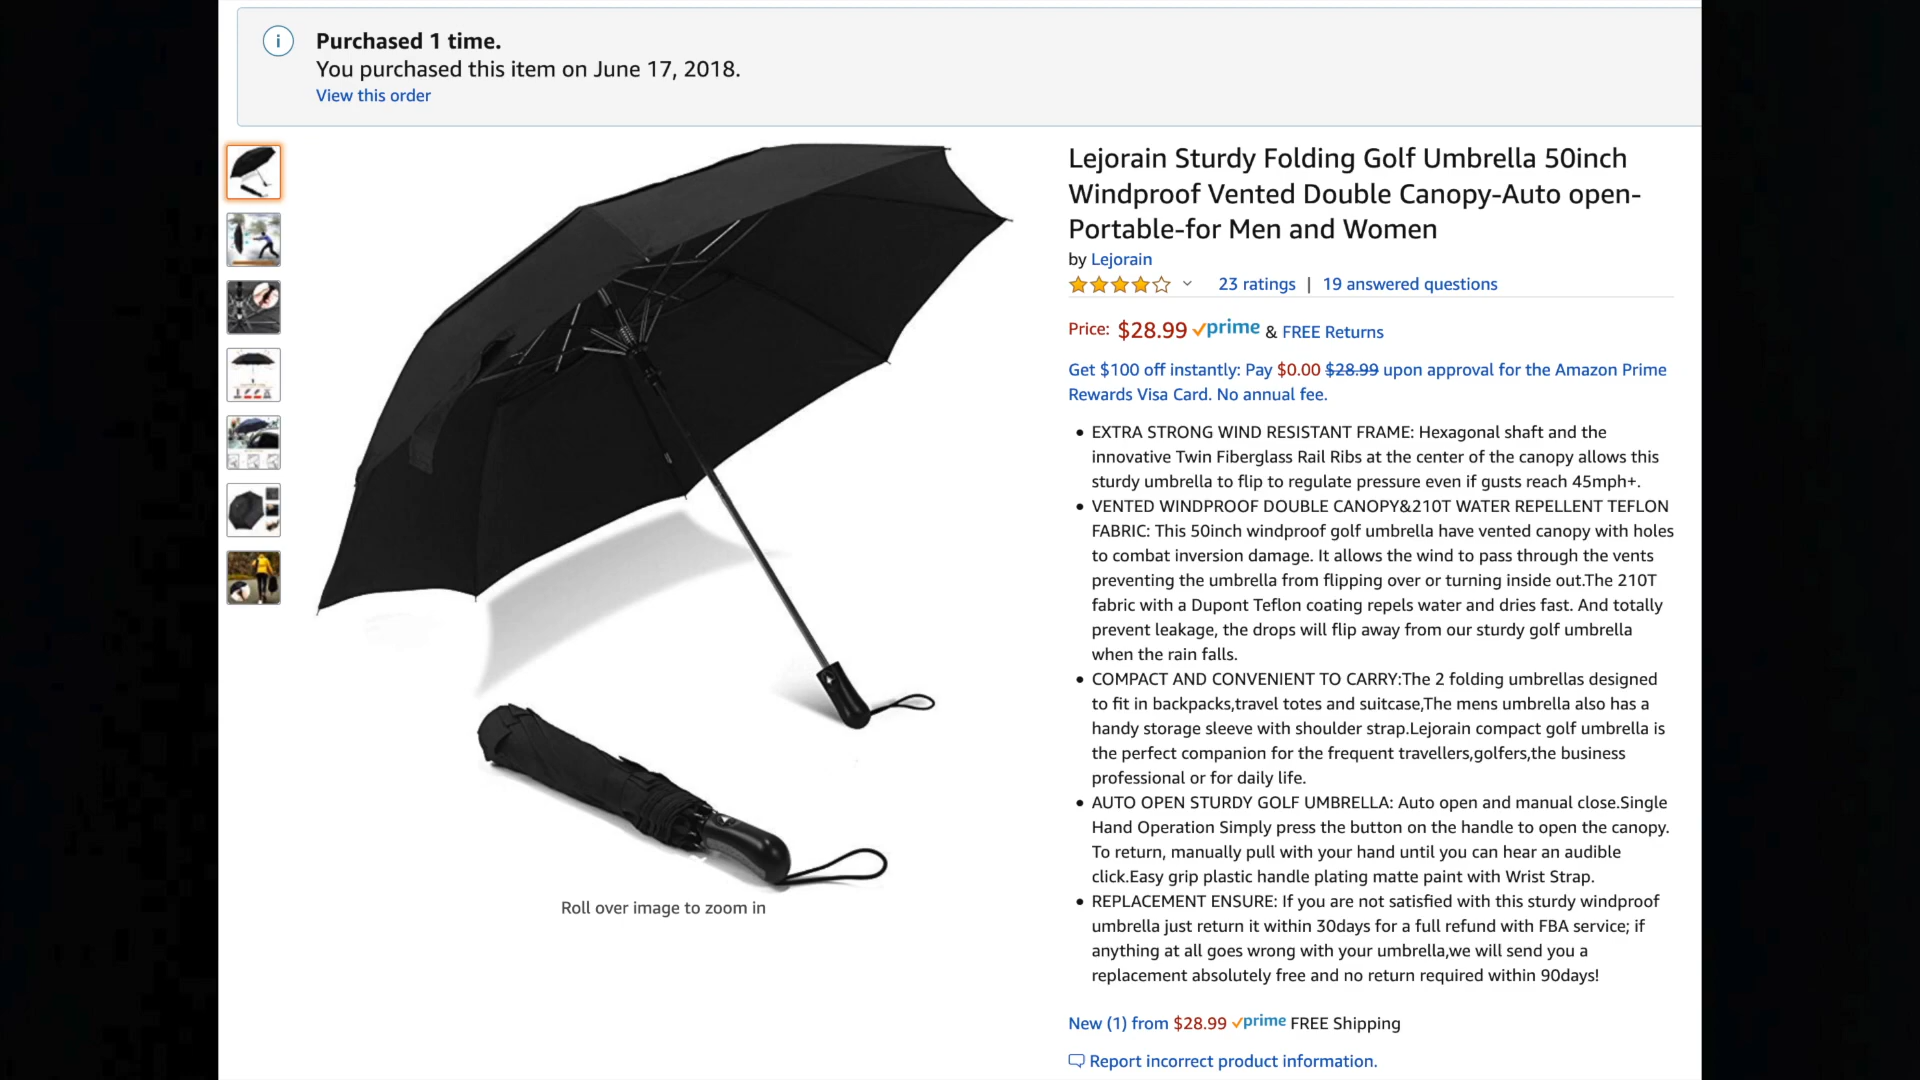 Purchased 1 time.
You purchased this item on June 17, 2018.
View this order
Lejorain Sturdy Folding Golf Umbrella 50inch
Windproof Vented Double Canopy-Auto open-
Portable-for Men and Women
by Lejorain
23 ratings | 19 answered questions
Price: $28.99 prime & FREE Returns
Get $100 off instantly: Pay $0.00 $28.99 upon approval for the Amazon Prime
Rewards Visa Card. No annual fee.
• EXTRA STRONG WIND RESISTANT FRAME: Hexagonal shaft and the
innovative Twin Fiberglass Rail Ribs at the center of the canopy allows this
sturdy umbrella to flip to regulate pressure even if gusts reach 45mph+.
• VENTED WINDPROOF DOUBLE CANOPY&210T WATER REPELLENT TEFLON
FABRIC: This 50inch windproof golf umbrella have vented canopy with holes
to combat inversion damage. It allows the wind to pass through the vents
preventing the umbrella from flipping over or turning inside out.The 210T
fabric with a Dupont Teflon coating repels water and dries fast. And totally
prevent leakage, the drops will flip away from our sturdy golf umbrella
when the rain falls.
• COMPACT AND CONVENIENT TO CARRY:The 2 folding umbrellas designed
to fit in backpacks,travel totes and suitcase,The mens umbrella also has a
handy storage sleeve with shoulder strap.Lejorain compact golf umbrella is
the perfect companion for the frequent travellers,golfers,the business
professional or for daily life.
• AUTO OPEN STURDY GOLF UMBRELLA: Auto open and manual close.Single
Hand Operation Simply press the button on the handle to open the canopy.
To return, manually pull with your hand until you can hear an audible
click.Easy grip plastic handle plating matte paint with Wrist Strap.
• REPLACEMENT ENSURE: If you are not satisfied with this sturdy windproof
umbrella just return it within 30days for a full refund with FBA service; if
anything at all goes wrong with your umbrella,we will send you a
replacement absolutely free and no return required within 90days!
Roll over image to zoom in
New (1) from $28.99 prime FREE Shipping
Report incorrect product information.